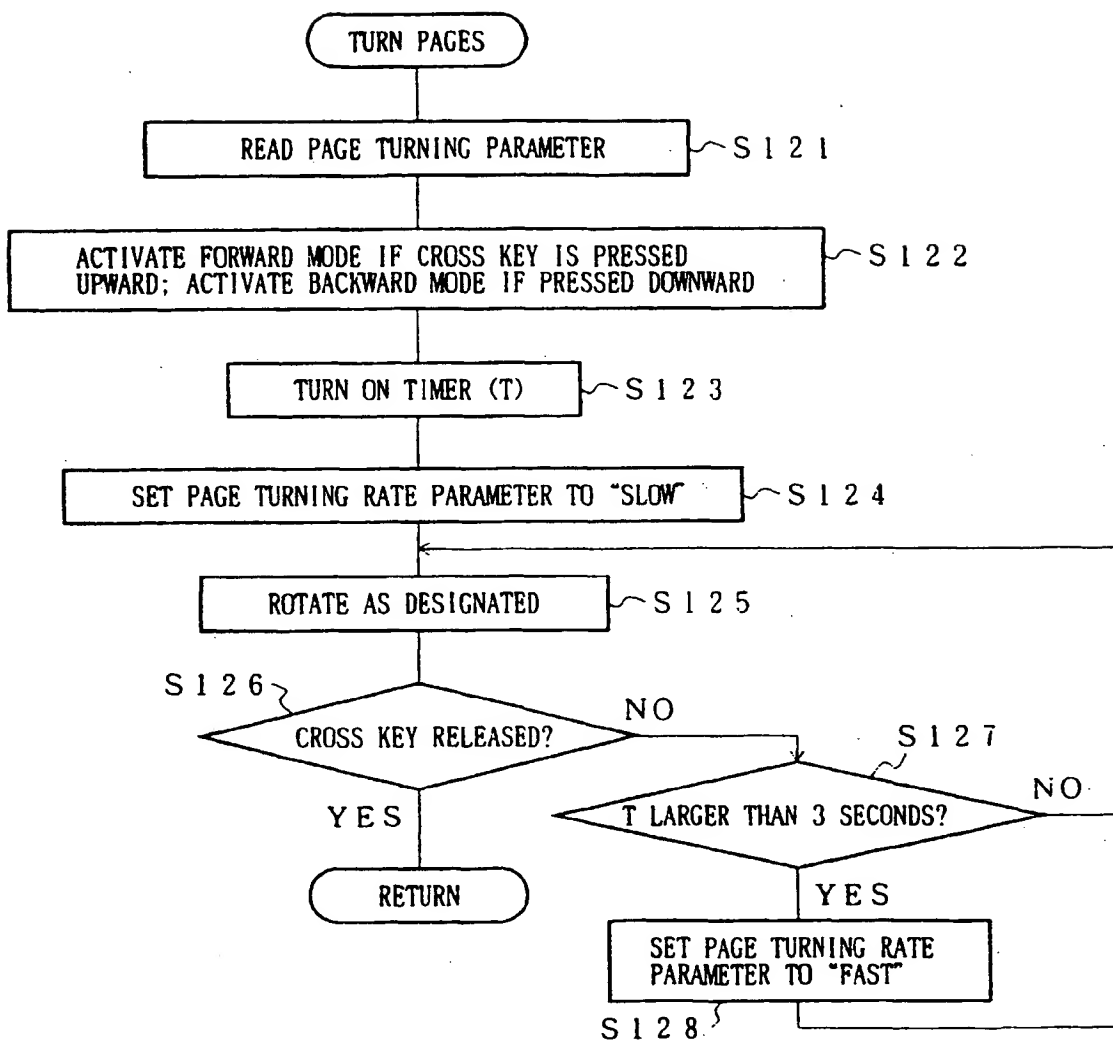 TURN PAGES
READ PAGE TURNING PARAMETER
S121
ACTIVATE FORWARD MODE IF CROSS KEY IS PRESSED
UPWARD; ACTIVATE BACKWARD MODE IF PRESSED DOWNWARD
S122
TURN ON TIMER (T)
S123
SET PAGE TURNING RATE PARAMETER TO "SLOW"
S124
ROTATE AS DESIGNATED
S125
S126
CROSS KEY RELEASED?
NO
YES
RETURN
S127
T LARGER THAN 3 SECONDS?
NO
YES
SET PAGE TURNING RATE
PARAMETER TO "FAST"
S128